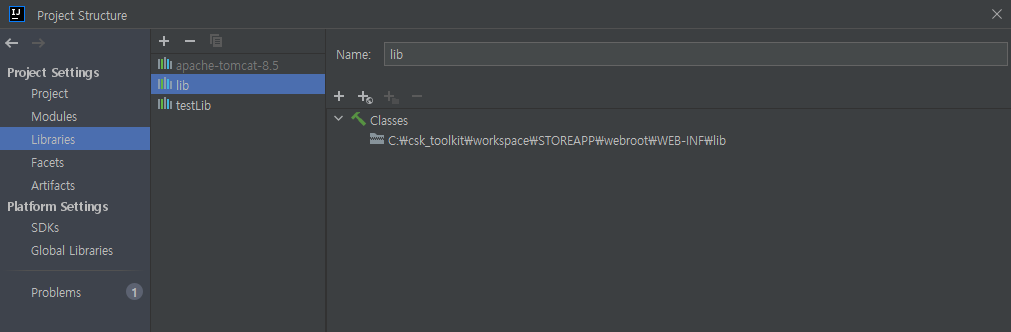 IJ Project Structure
Project Settings
Project
Modules
Libraries
Facets
Artifacts
Platform Settings
SDKs
Global Libraries
Problems 1
apache-tomcat-8.5
lib
testLib
Name: lib
Classes
C:₩csk_toolkit₩workspace₩STOREAPP₩webroot₩WEB-INF₩lib